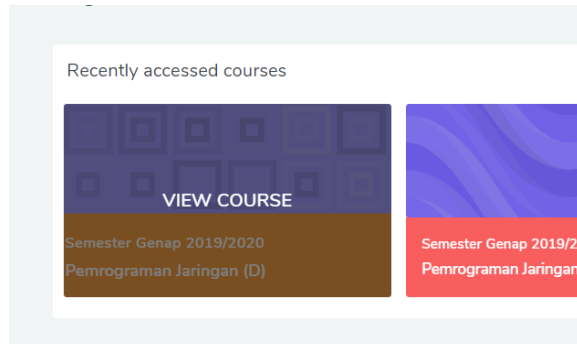 Recently accessed courses
VIEW COURSE
Semester Genap 2019/2020
Pemrograman Jaringan (D)
Semester Genap 2019/2
Pemrograman Jaringan